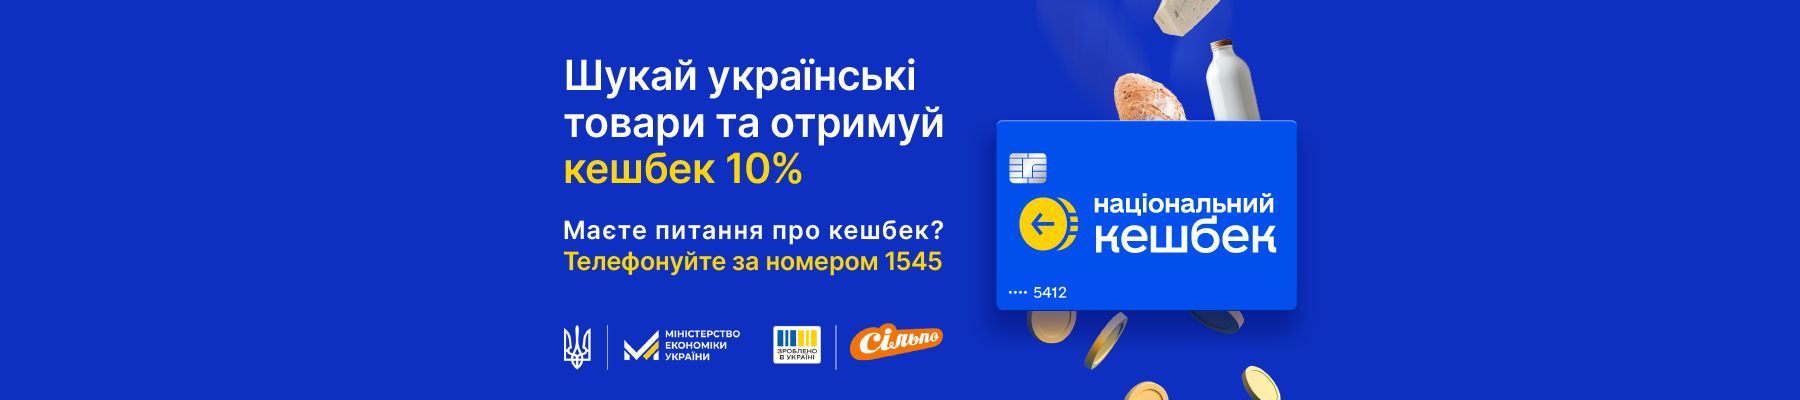 Шукай українські
товари та отримуй
кешбек 10%
Маєте питання про кешбек?
Телефонуйте за номером 1545
МІНІСТЕРСТВО
ЕКОНОМІКИ
УКРАЇНИ
ЗРОБЛЕНО
В УКРАЇНІ
Сільпо
національний
кешбек
•••• 5412